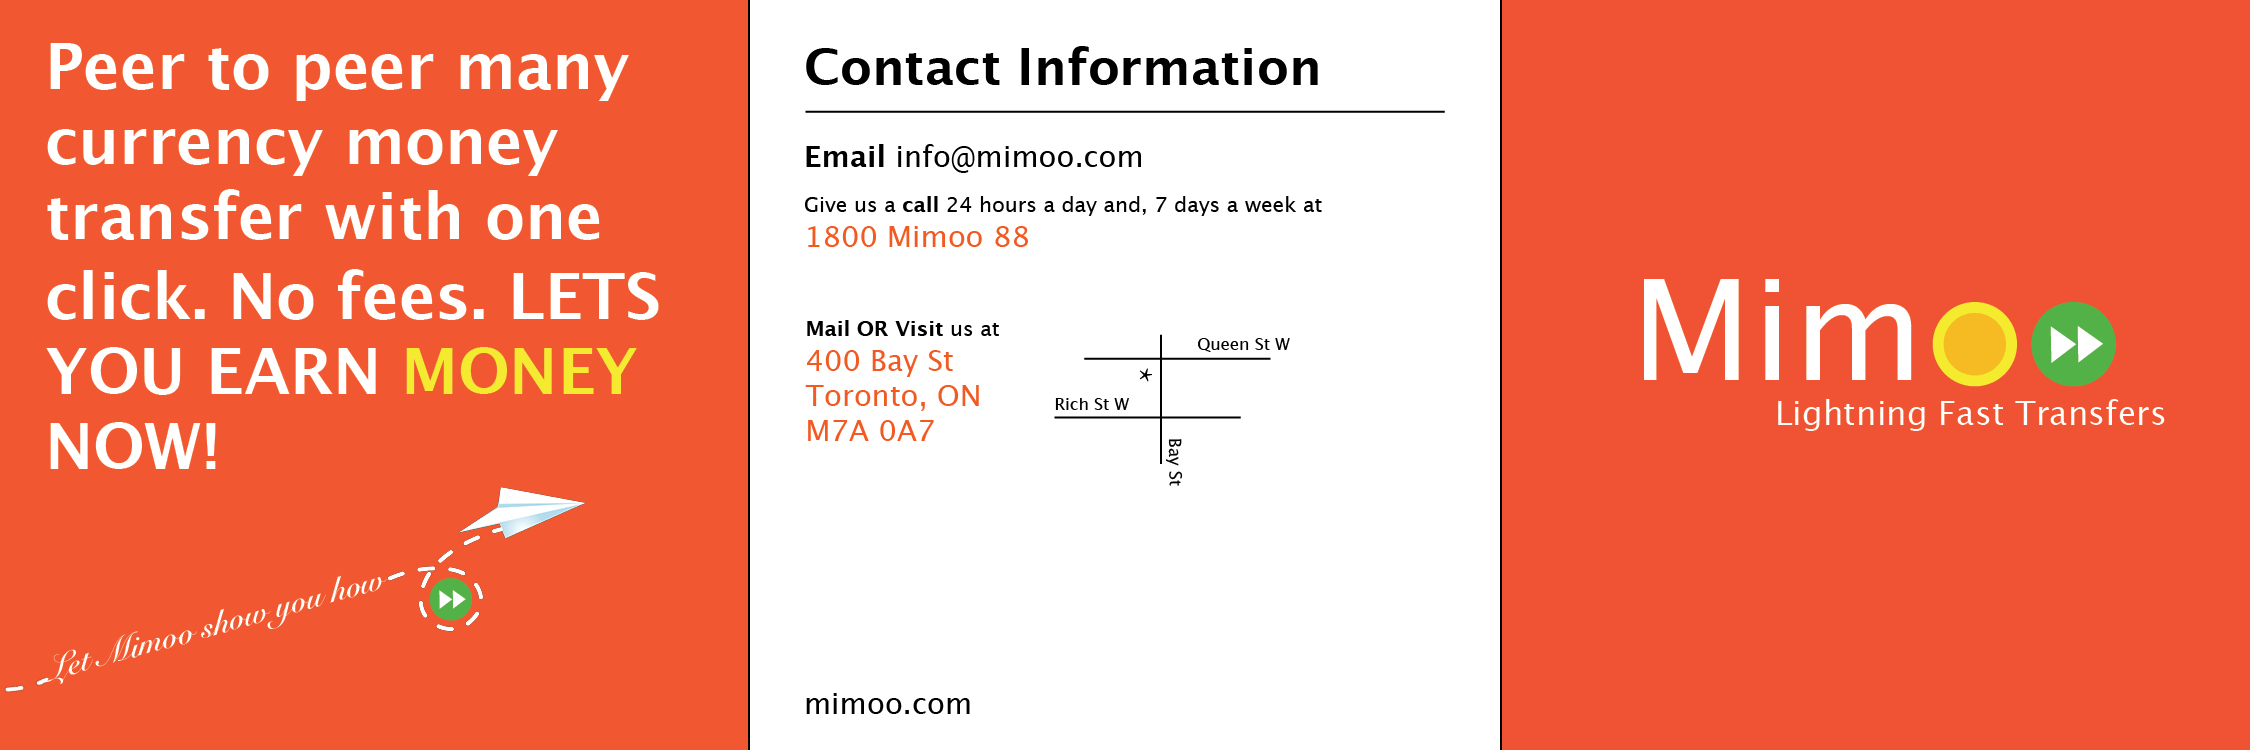 Peer to peer many
currency money
transfer with one
click. No fees. LETS
YOU EARN MONEY
NOW!
Let Mimoo show you how
Contact Information
Email info@mimoo.com
Give us a call 24 hours a day and, 7 days a week at
1800 Mimoo 88
Mail OR Visit us at
400 Bay St
Toronto, ON
M7A 0A7
Queen St W
Rich St W
Bay St
mimoo.com
Mimoo
Lightning Fast Transfers